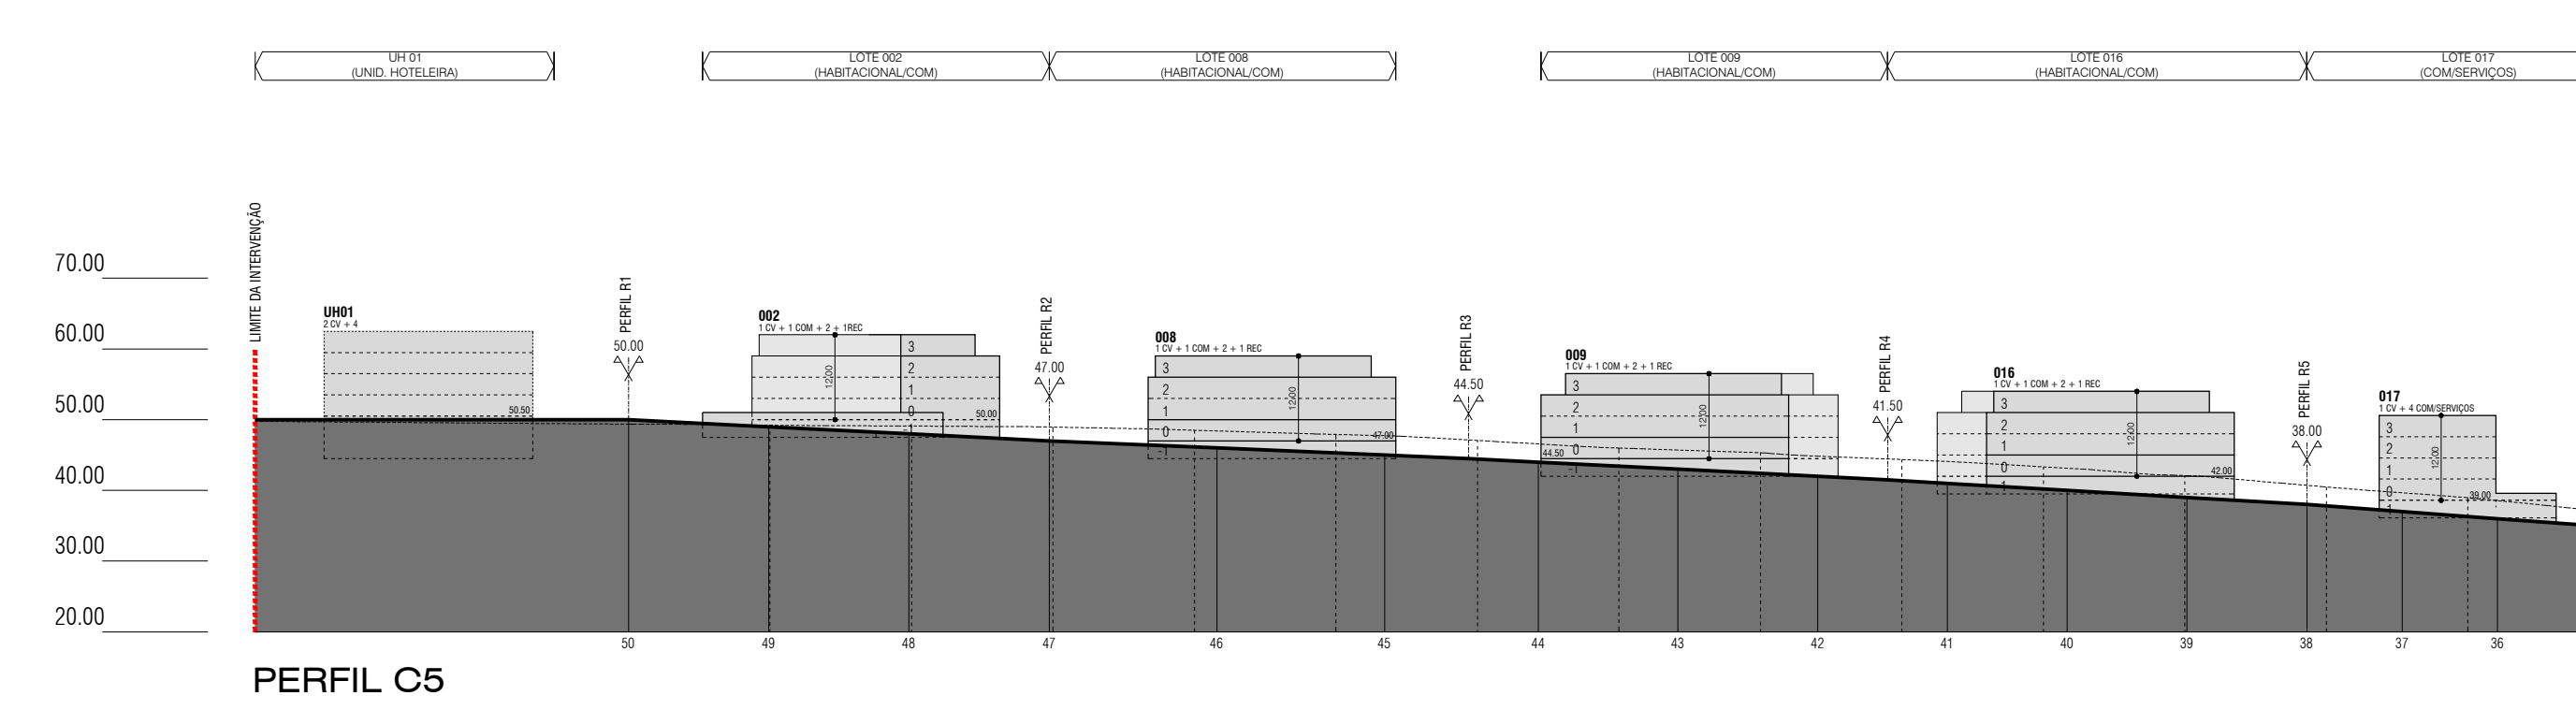 UH 01
(UNID. HOTELEIRA)
LOTE 002
(HABITACIONAL/COM)
LOTE 008
(HABITACIONAL/COM)
LOTE 009
(HABITACIONAL/COM)
LOTE 016
(HABITACIONAL/COM)
LOTE 017
(COM/SERVIÇOS)
LIMITE DA INTERVENÇÃO
70.00
60.00
50.00
40.00
30.00
20.00
UH01
2 CV + 4
50.50
PERFIL R1
50.00
002
1 CV + 1 COM + 2 + 1REC
3
2
1
0
-1
12.00
50.00
PERFIL R2
47.00
008
1 CV + 1 COM + 2 + 1 REC
3
2
1
0
-1
12.00
47.00
PERFIL R3
44.50
009
1 CV + 1 COM + 2 + 1 REC
3
2
1
0
-1
12.00
44.50
PERFIL R4
41.50
016
1 CV + 1 COM + 2 + 1 REC
3
2
1
0
-1
12.00
42.00
PERFIL R5
38.00
017
1 CV + 4 COM/SERVIÇOS
3
2
1
0
-1
12.00
39.00
50
49
48
47
46
45
44
43
42
41
40
39
38
37
36
PERFIL C5